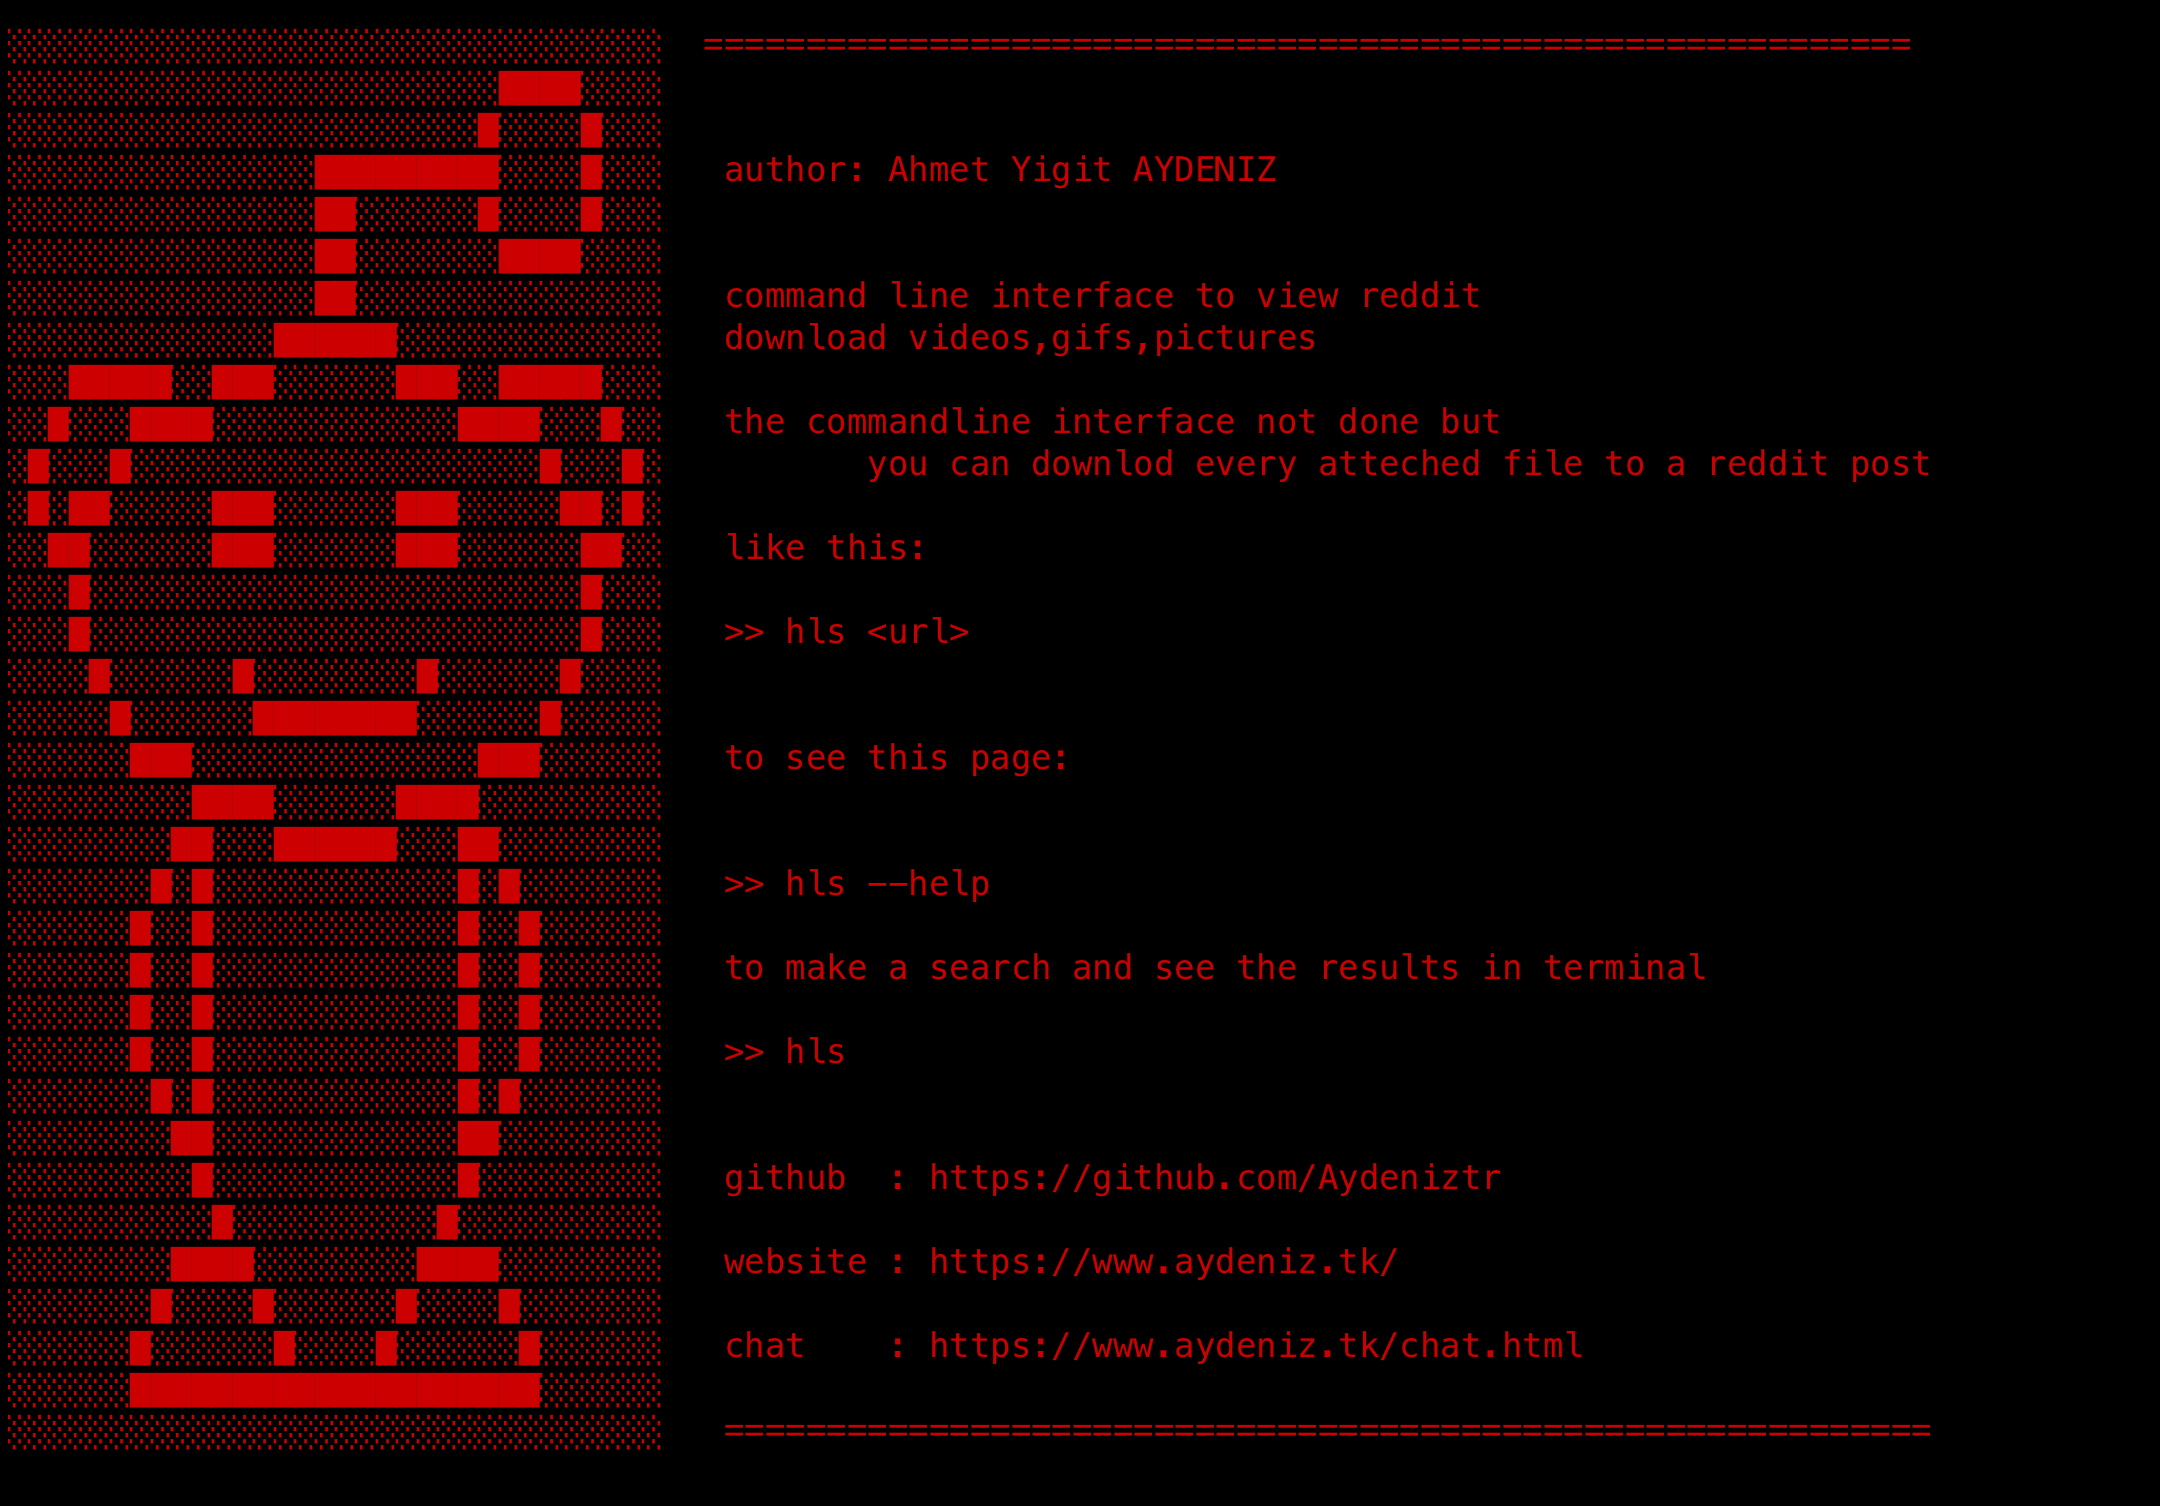 ===========================================================
author: Ahmet Yigit AYDENIZ
command line interface to view reddit
download videos,gifs,pictures
the commandline interface not done but
you can downlod every atteched file to a reddit post
like this:
>> hls <url>
to see this page:
>> hls --help
to make a search and see the results in terminal
>> hls
github  : https://github.com/Aydeniztr
website : https://www.aydeniz.tk/
chat    : https://www.aydeniz.tk/chat.html
===========================================================